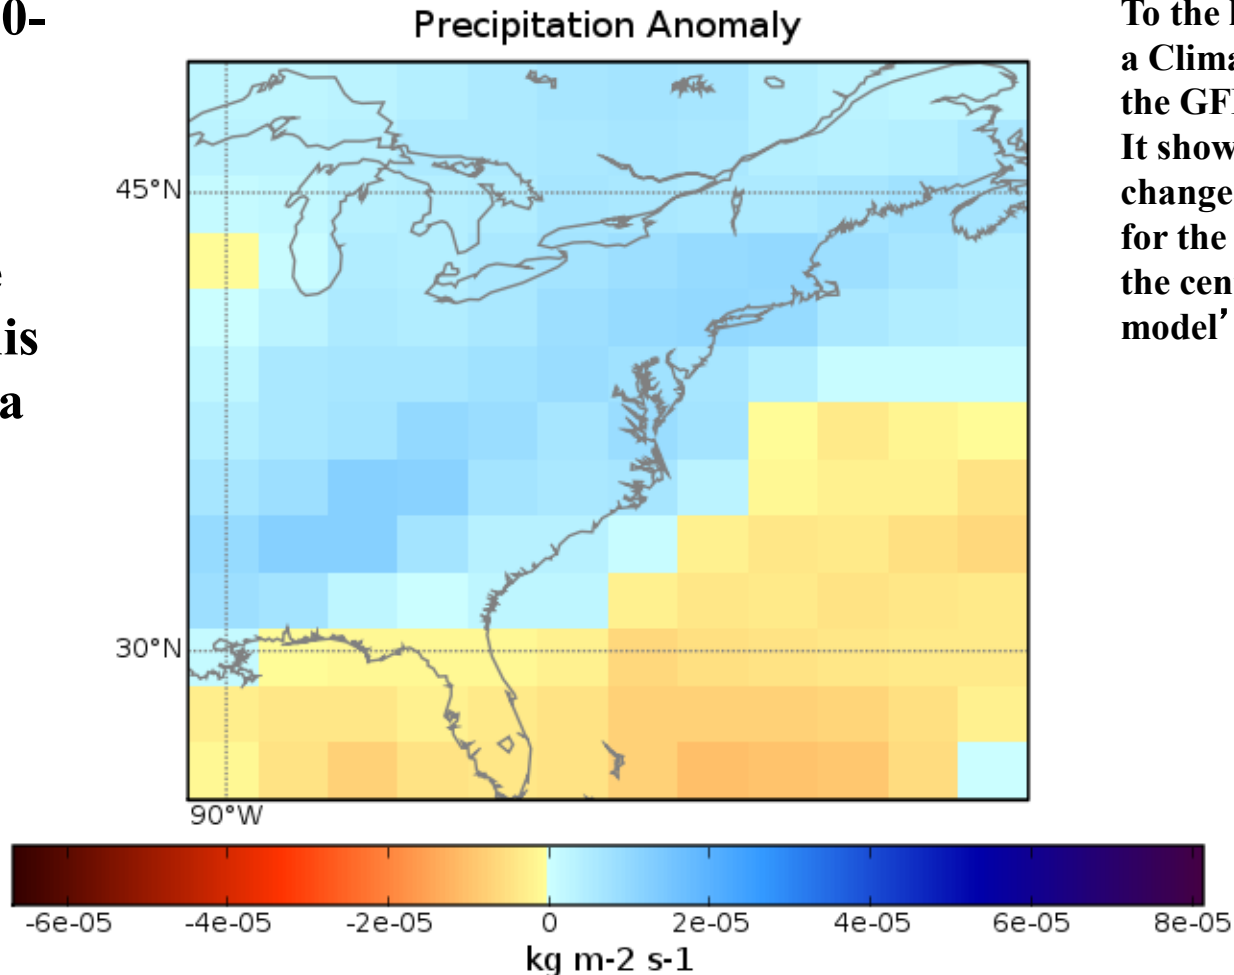 0-
is
a
Precipitation Anomaly
45°N
30°N
90°W
-6e-05 -4e-05 -2e-05 0 2e-05 4e-05 6e-05 8e-05
kg m-2 s-1
To the
a Clima
the GF
It show
change
for the
the cen
model’